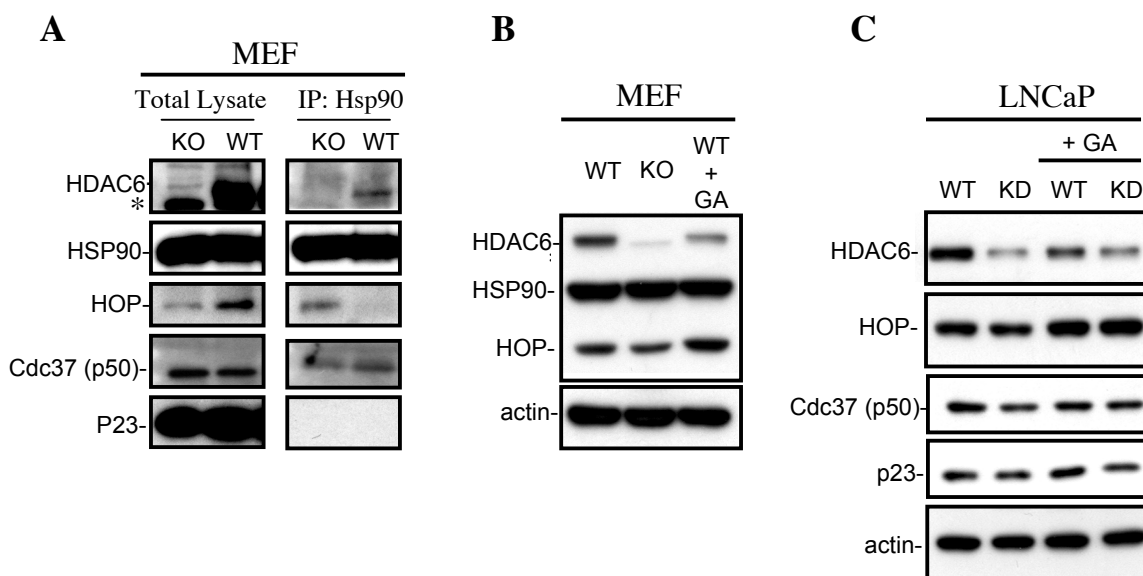 A
MEF
Total Lysate
IP: Hsp90
KO WT
KO WT
HDAC6-
*
HSP90-
HOP-
Cdc37 (p50)-
P23-
B
MEF
WT KO WT
+
GA
HDAC6-
HSP90-
HOP-
actin-
C
LNCaP
+ GA
WT KD WT KD
HDAC6-
HOP-
Cdc37 (p50)-
p23-
actin-